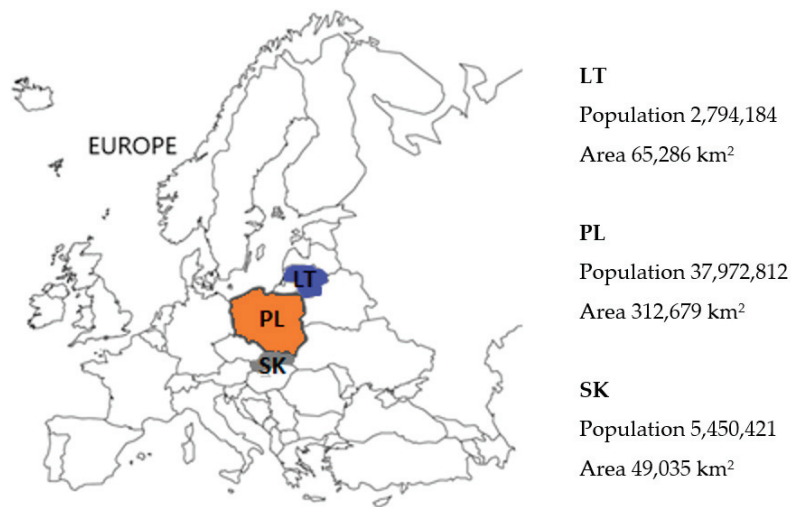 EUROPE
LT
PL
SK
LT
Population 2,794,184
Area 65,286 km²
PL
Population 37,972,812
Area 312,679 km²
SK
Population 5,450,421
Area 49,035 km²